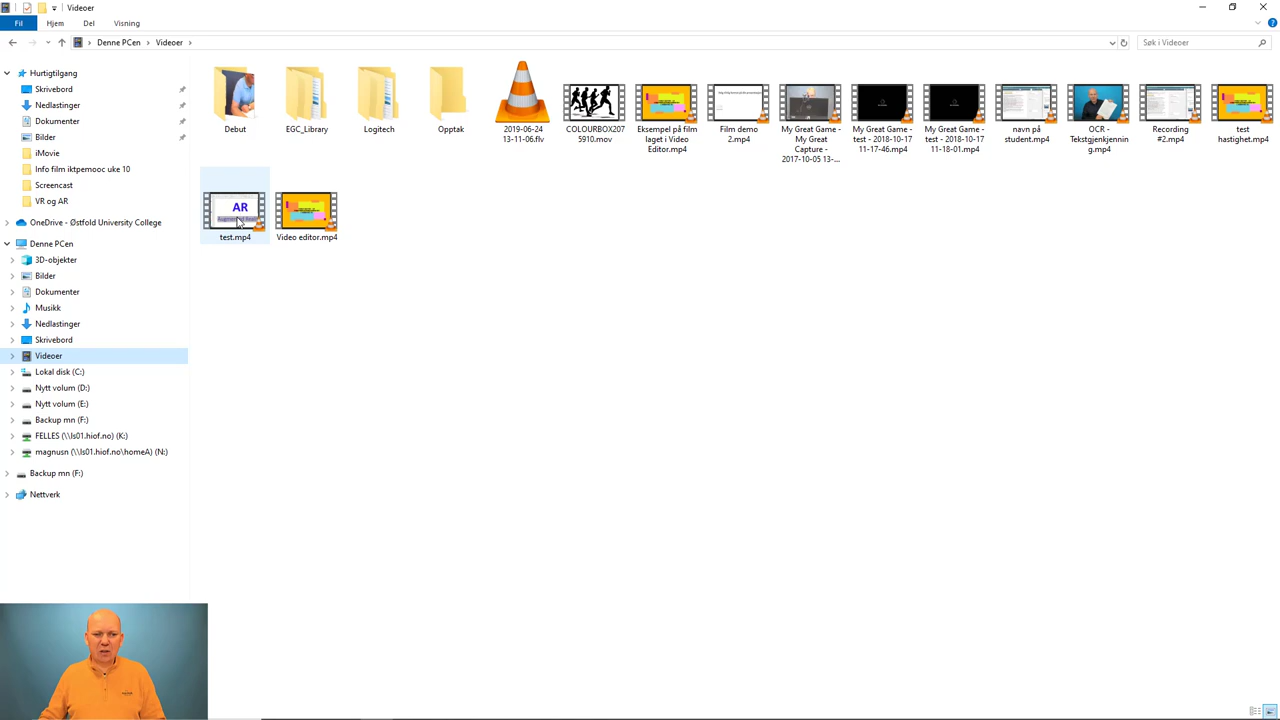 Videoer
Fil
Hjem
Del
Visning
Denne PCen
Videoer
Søk i Videoer
Hurtigtilgang
Skrivebord
Nedlastinger
Dokumenter
Bilder
iMovie
Info film iktpemooc uke 10
Screencast
VR og AR
OneDrive - Østfold University College
Denne PCen
3D-objekter
Bilder
Dokumenter
Musikk
Nedlastinger
Skrivebord
Videoer
Lokal disk (C:)
Nytt volum (D:)
Nytt volum (E:)
Backup mn (F:)
FELLES (\\ls01.hiof.no) (K:)
magnusn (\\ls01.hiof.no\homeA) (N:)
Backup mn (F:)
Nettverk
Debut
EGC_Library
Logitech
Opptak
2019-06-24
13-11-06.flv
COLOURBOX207
5910.mov
Eksempel på film
laget i Video
Editor.mp4
Film demo
2.mp4
My Great Game -
My Great
Capture -
2017-10-05 13-...
My Great Game -
test - 2018-10-17
11-17-46.mp4
My Great Game -
test - 2018-10-17
11-18-01.mp4
navn på
student.mp4
OCR -
Tekstgjenkjennin
g.mp4
Recording
#2.mp4
test
hastighet.mp4
AR
test.mp4
Video editor.mp4